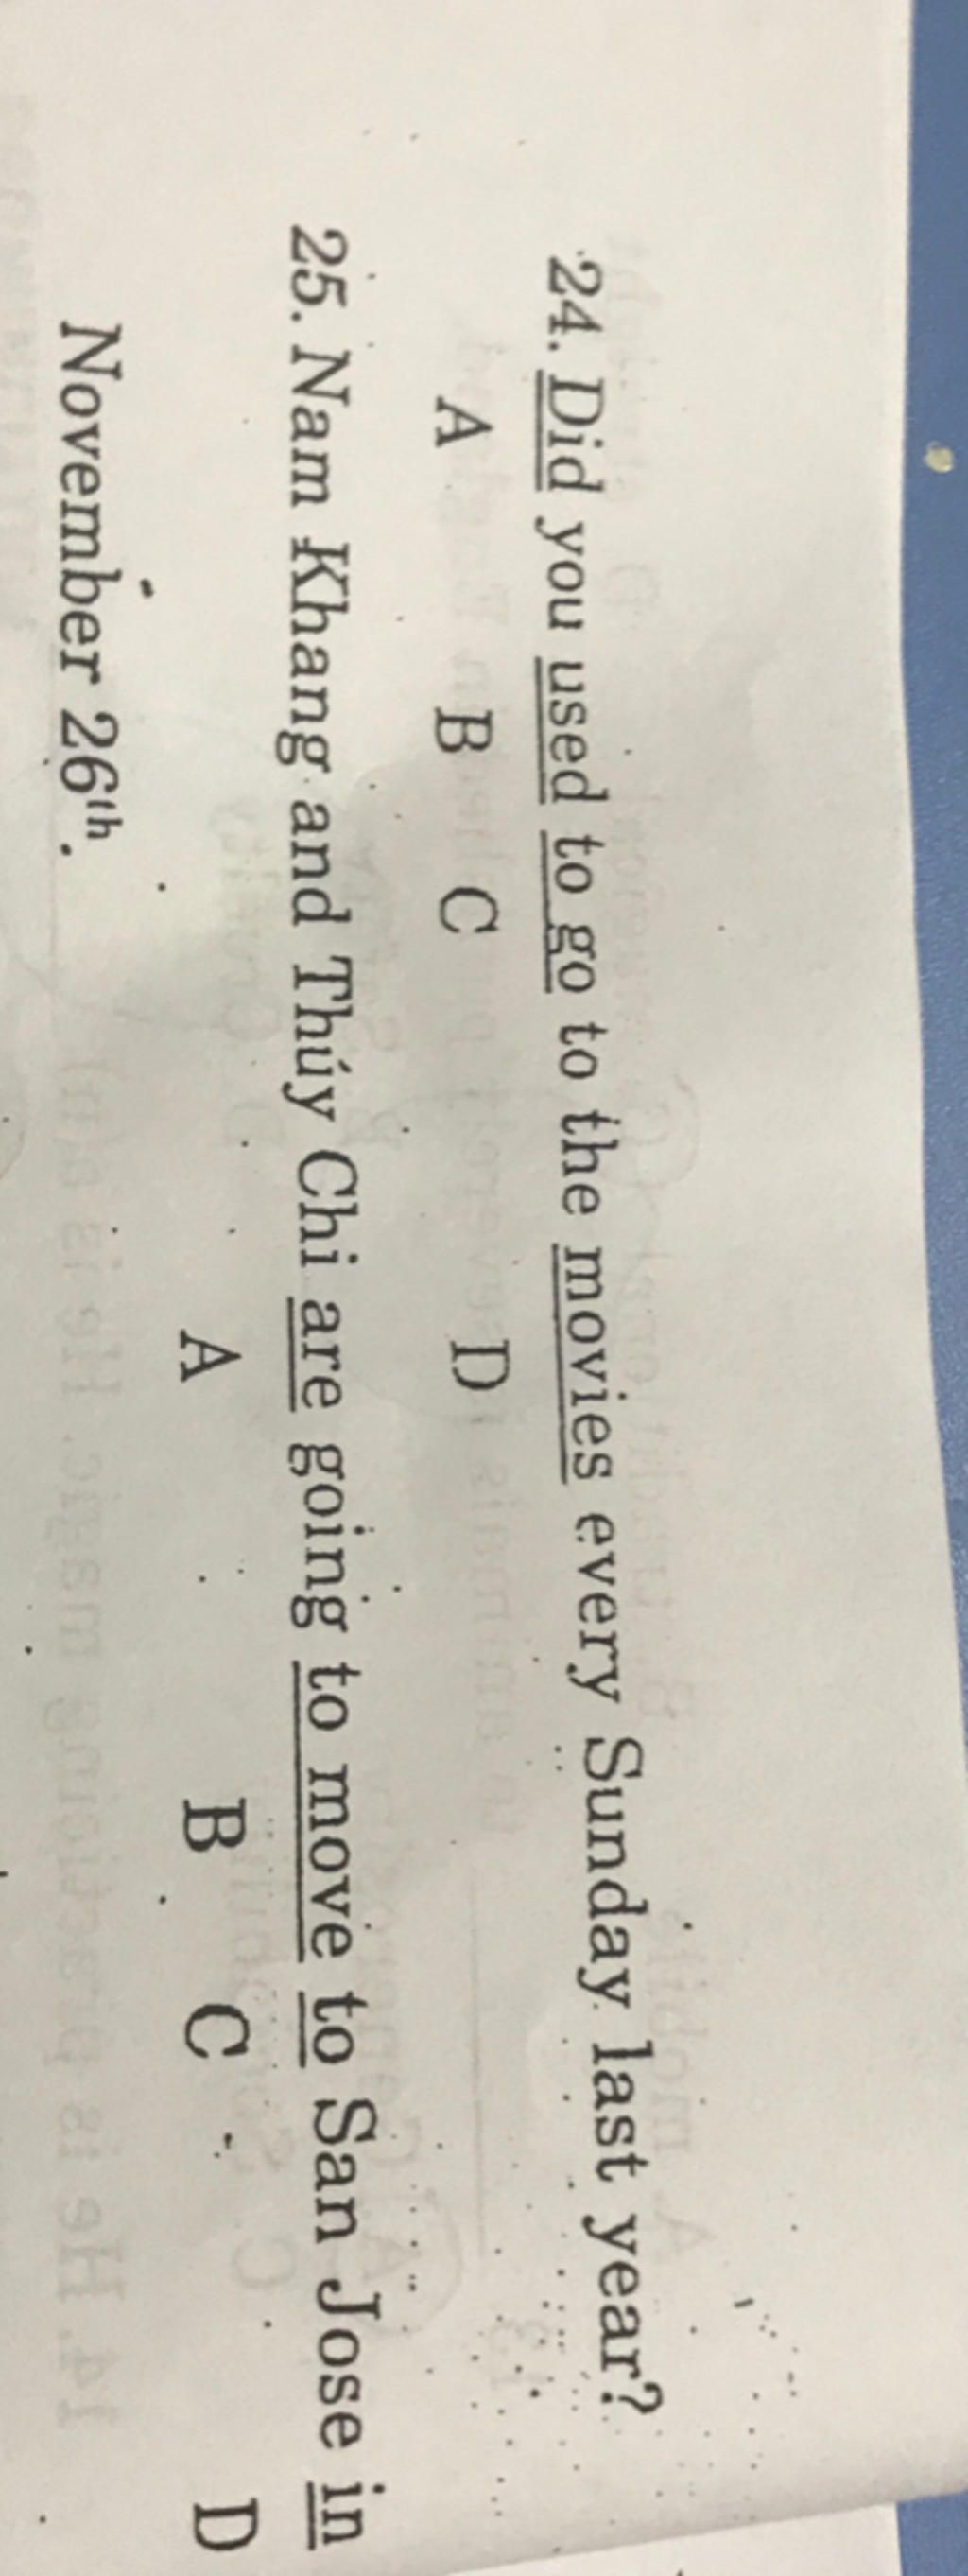 24. Did you used to go to the movies every Sunday last year?
A B C D
25. Nam Khang and Thúy Chi are going to move to San Jose in
A B C D
November 26th.